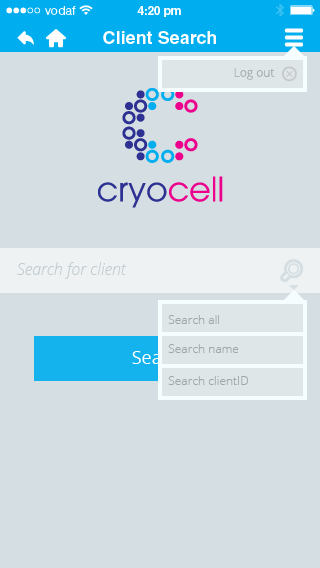 vodaf 4:20 pm
Client Search
Log out
cryocell
Search for client
Search all
Sea
Search name
Search clientID